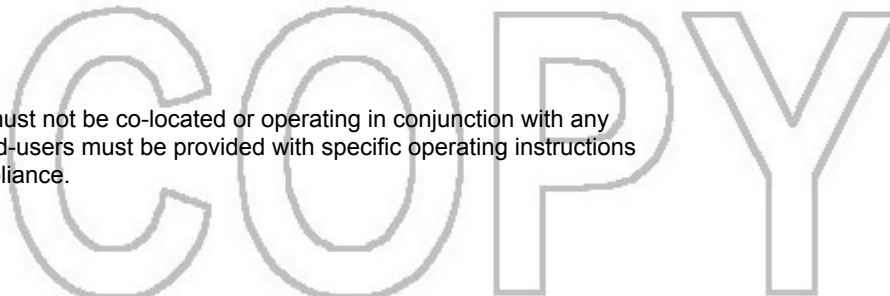 COPY
must not be co-located or operating in conjunction with any
d-users must be provided with specific operating instructions
pliance.